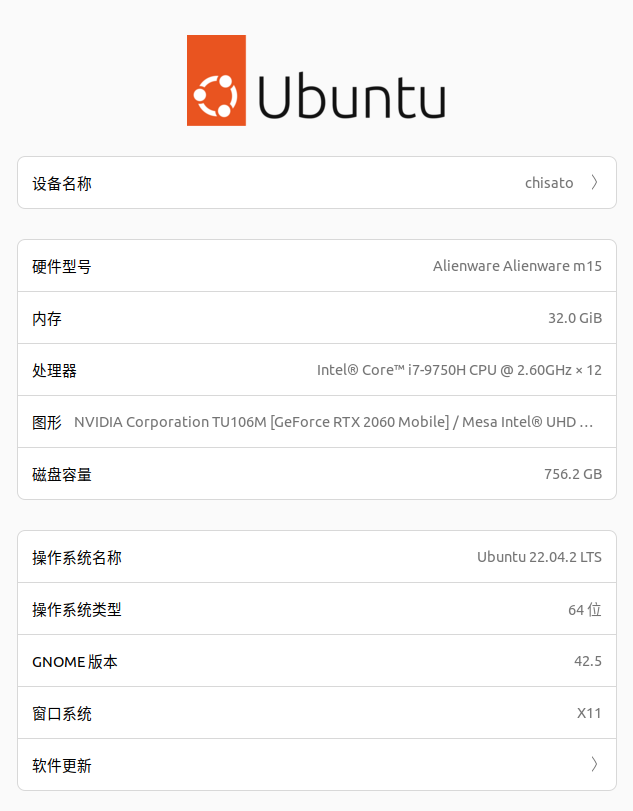 Ubuntu
设备名称 chisato
硬件型号 Alienware Alienware m15
内存 32.0 GiB
处理器 Intel® Core™ i7-9750H CPU @ 2.60GHz × 12
图形 NVIDIA Corporation TU106M [GeForce RTX 2060 Mobile] / Mesa Intel® UHD …
磁盘容量 756.2 GB
操作系统名称 Ubuntu 22.04.2 LTS
操作系统类型 64 位
GNOME 版本 42.5
窗口系统 X11
软件更新